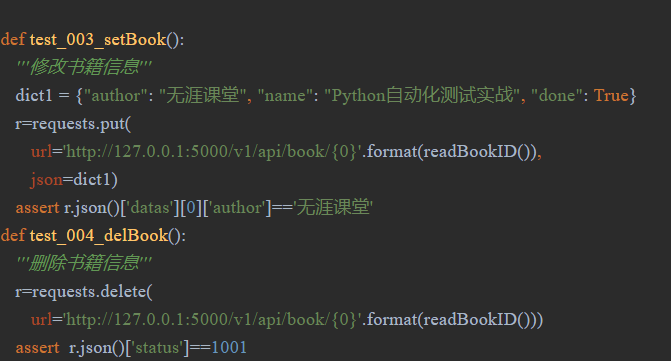 def test_003_setBook():
'''修改书籍信息'''
dict1 = {"author": "无涯课堂", "name": "Python自动化测试实战", "done": True}
r=requests.put(
url='http://127.0.0.1:5000/v1/api/book/{0}'.format(readBookID()),
json=dict1)
assert r.json()['datas'][0]['author']=='无涯课堂'
def test_004_delBook():
'''删除书籍信息'''
r=requests.delete(
url='http://127.0.0.1:5000/v1/api/book/{0}'.format(readBookID()))
assert  r.json()['status']==1001